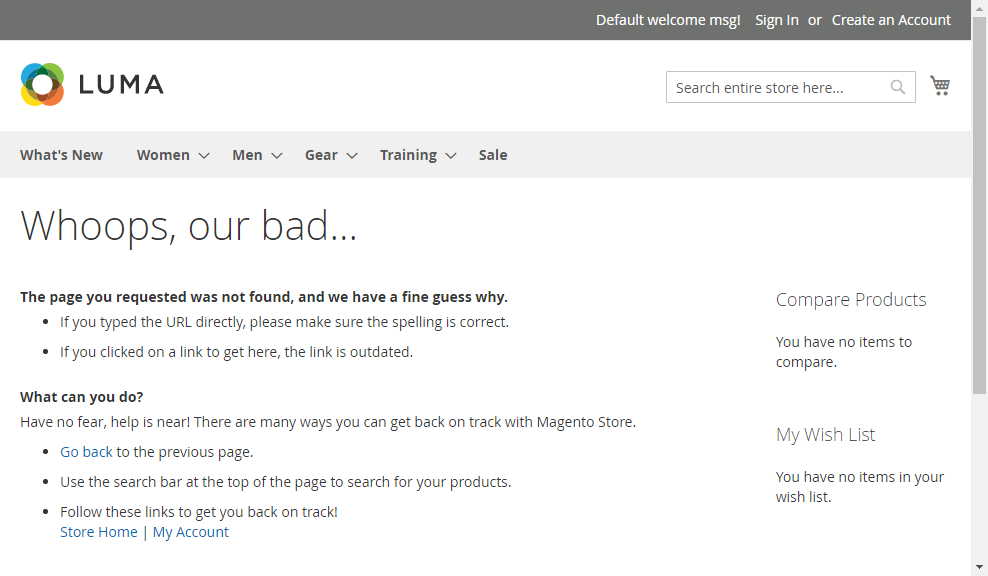 Default welcome msg! Sign In or Create an Account
LUMA
Search entire store here...
What's New Women Men Gear Training Sale
Whoops, our bad...
The page you requested was not found, and we have a fine guess why.
If you typed the URL directly, please make sure the spelling is correct.
If you clicked on a link to get here, the link is outdated.
What can you do?
Have no fear, help is near! There are many ways you can get back on track with Magento Store.
Go back to the previous page.
Use the search bar at the top of the page to search for your products.
Follow these links to get you back on track!
Store Home | My Account
Compare Products
You have no items to
compare.
My Wish List
You have no items in your
wish list.